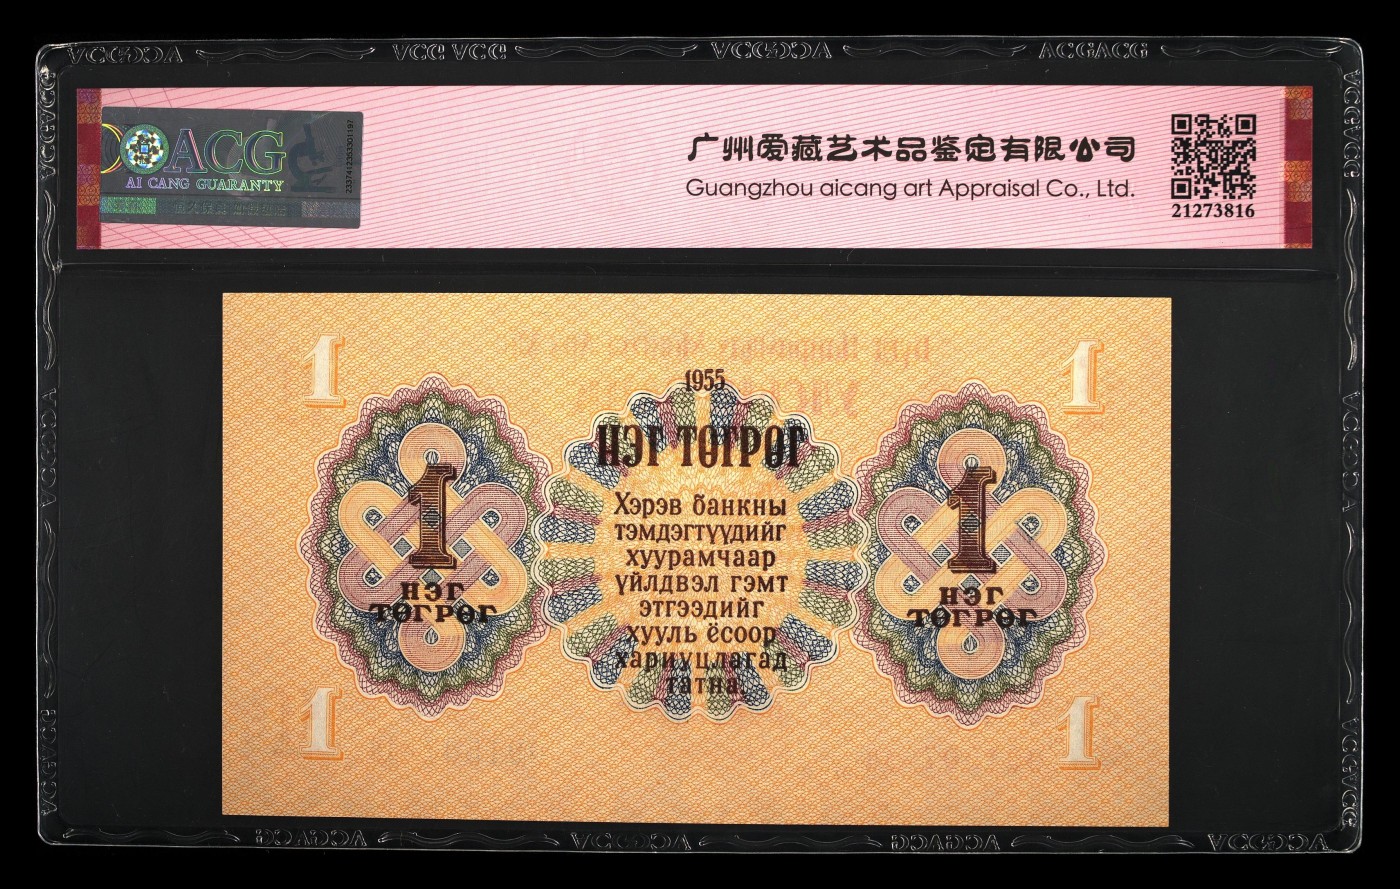 ACG
AI CANG GUARANTY
广州爱藏艺术品鉴定有限公司
Guangzhou aicang art Appraisal Co., Ltd.
21273816
1
1
1955
НЭГ ТӨГРӨГ
Хэрэв банкны
тэмдэгтүүдийг
хуурамчаар
үйлдвэл гэмт
этгээдийг
хууль ёсоор
хариуцлагад
татна.
1
НЭГ
ТӨГРӨГ
1
НЭГ
ТӨГРӨГ
1
1